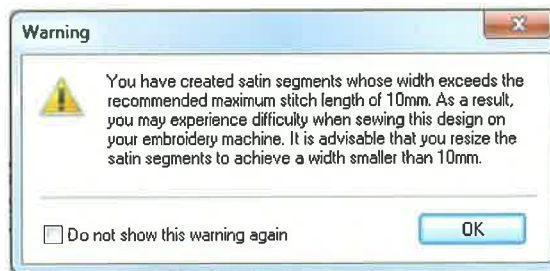 Warning
You have created satin segments whose width exceeds the
recommended maximum stitch length of 10mm. As a result,
you may experience difficulty when sewing this design on
your embroidery machine. It is advisable that you resize the
satin segments to achieve a width smaller than 10mm.
Do not show this warning again
OK